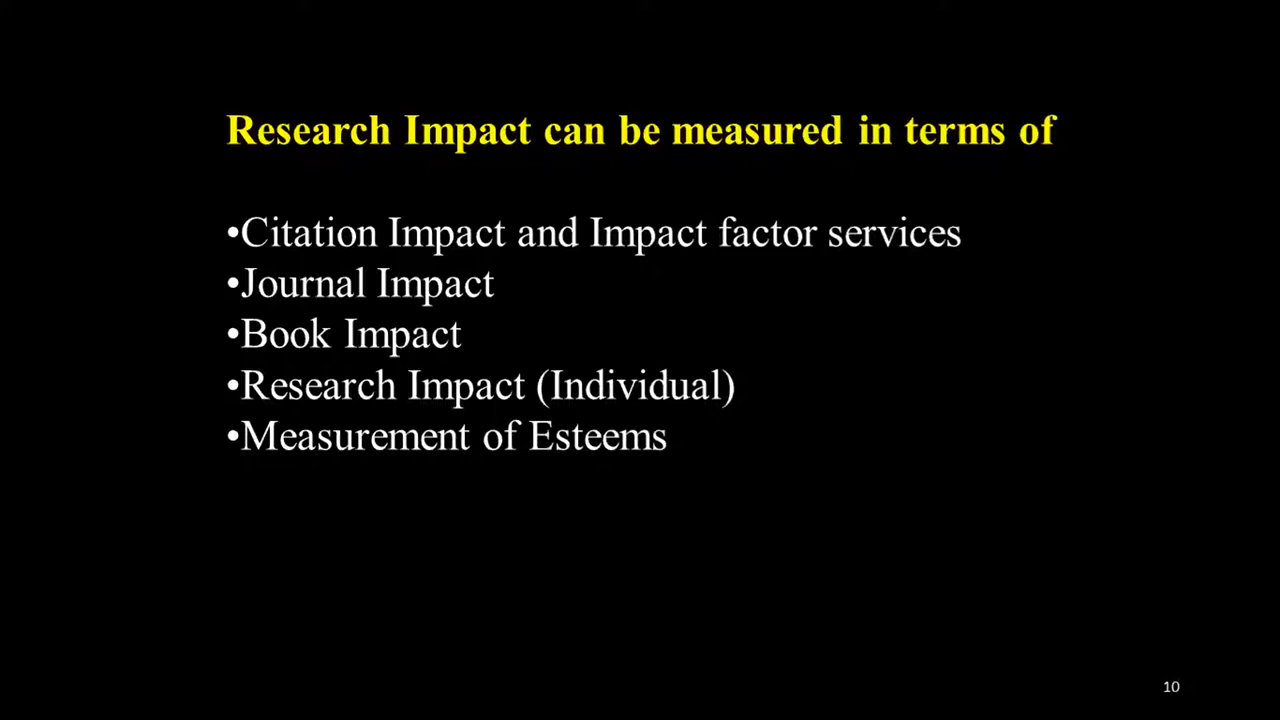 Research Impact can be measured in terms of
•Citation Impact and Impact factor services
•Journal Impact
•Book Impact
•Research Impact (Individual)
•Measurement of Esteems
10